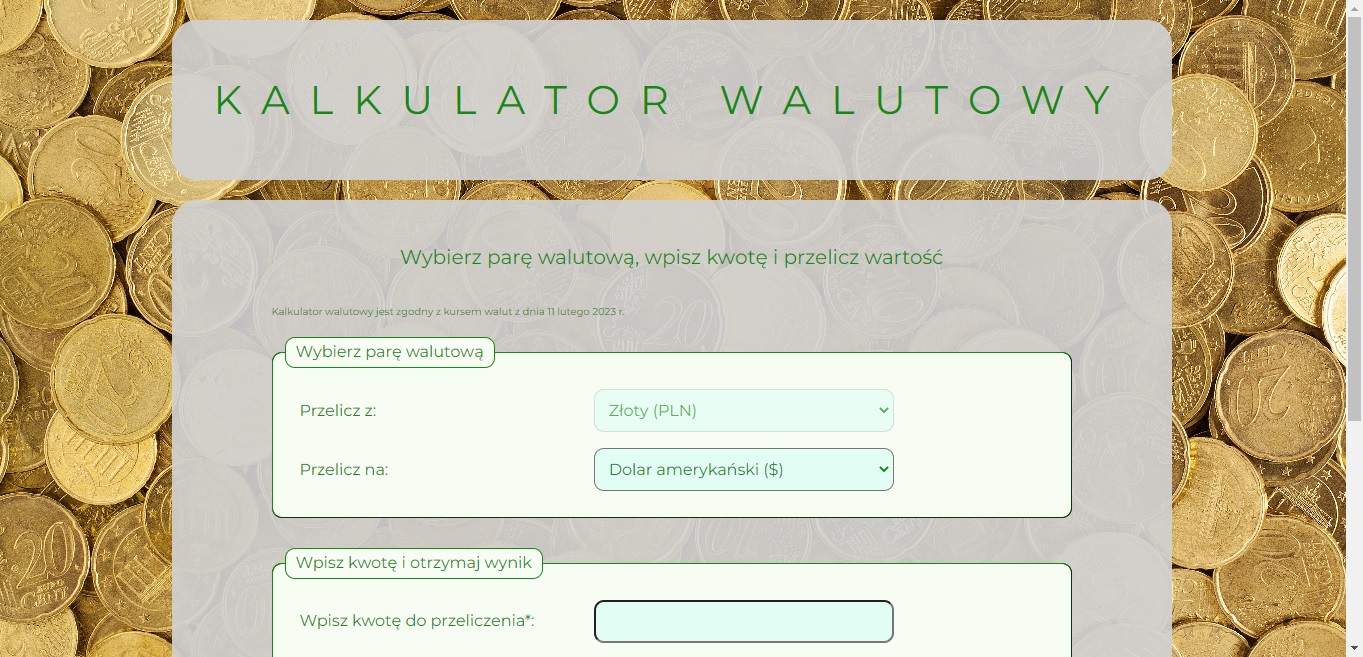 KALKULATOR WALUTOWY
Wybierz parę walutową, wpisz kwotę i przelicz wartość
Kalkulator walutowy jest zgodny z kursem walut z dnia 11 lutego 2023 r.
Wybierz parę walutową
Przelicz z:
Złoty (PLN)
Przelicz na:
Dolar amerykański ($)
Wpisz kwotę i otrzymaj wynik
Wpisz kwotę do przeliczenia*: